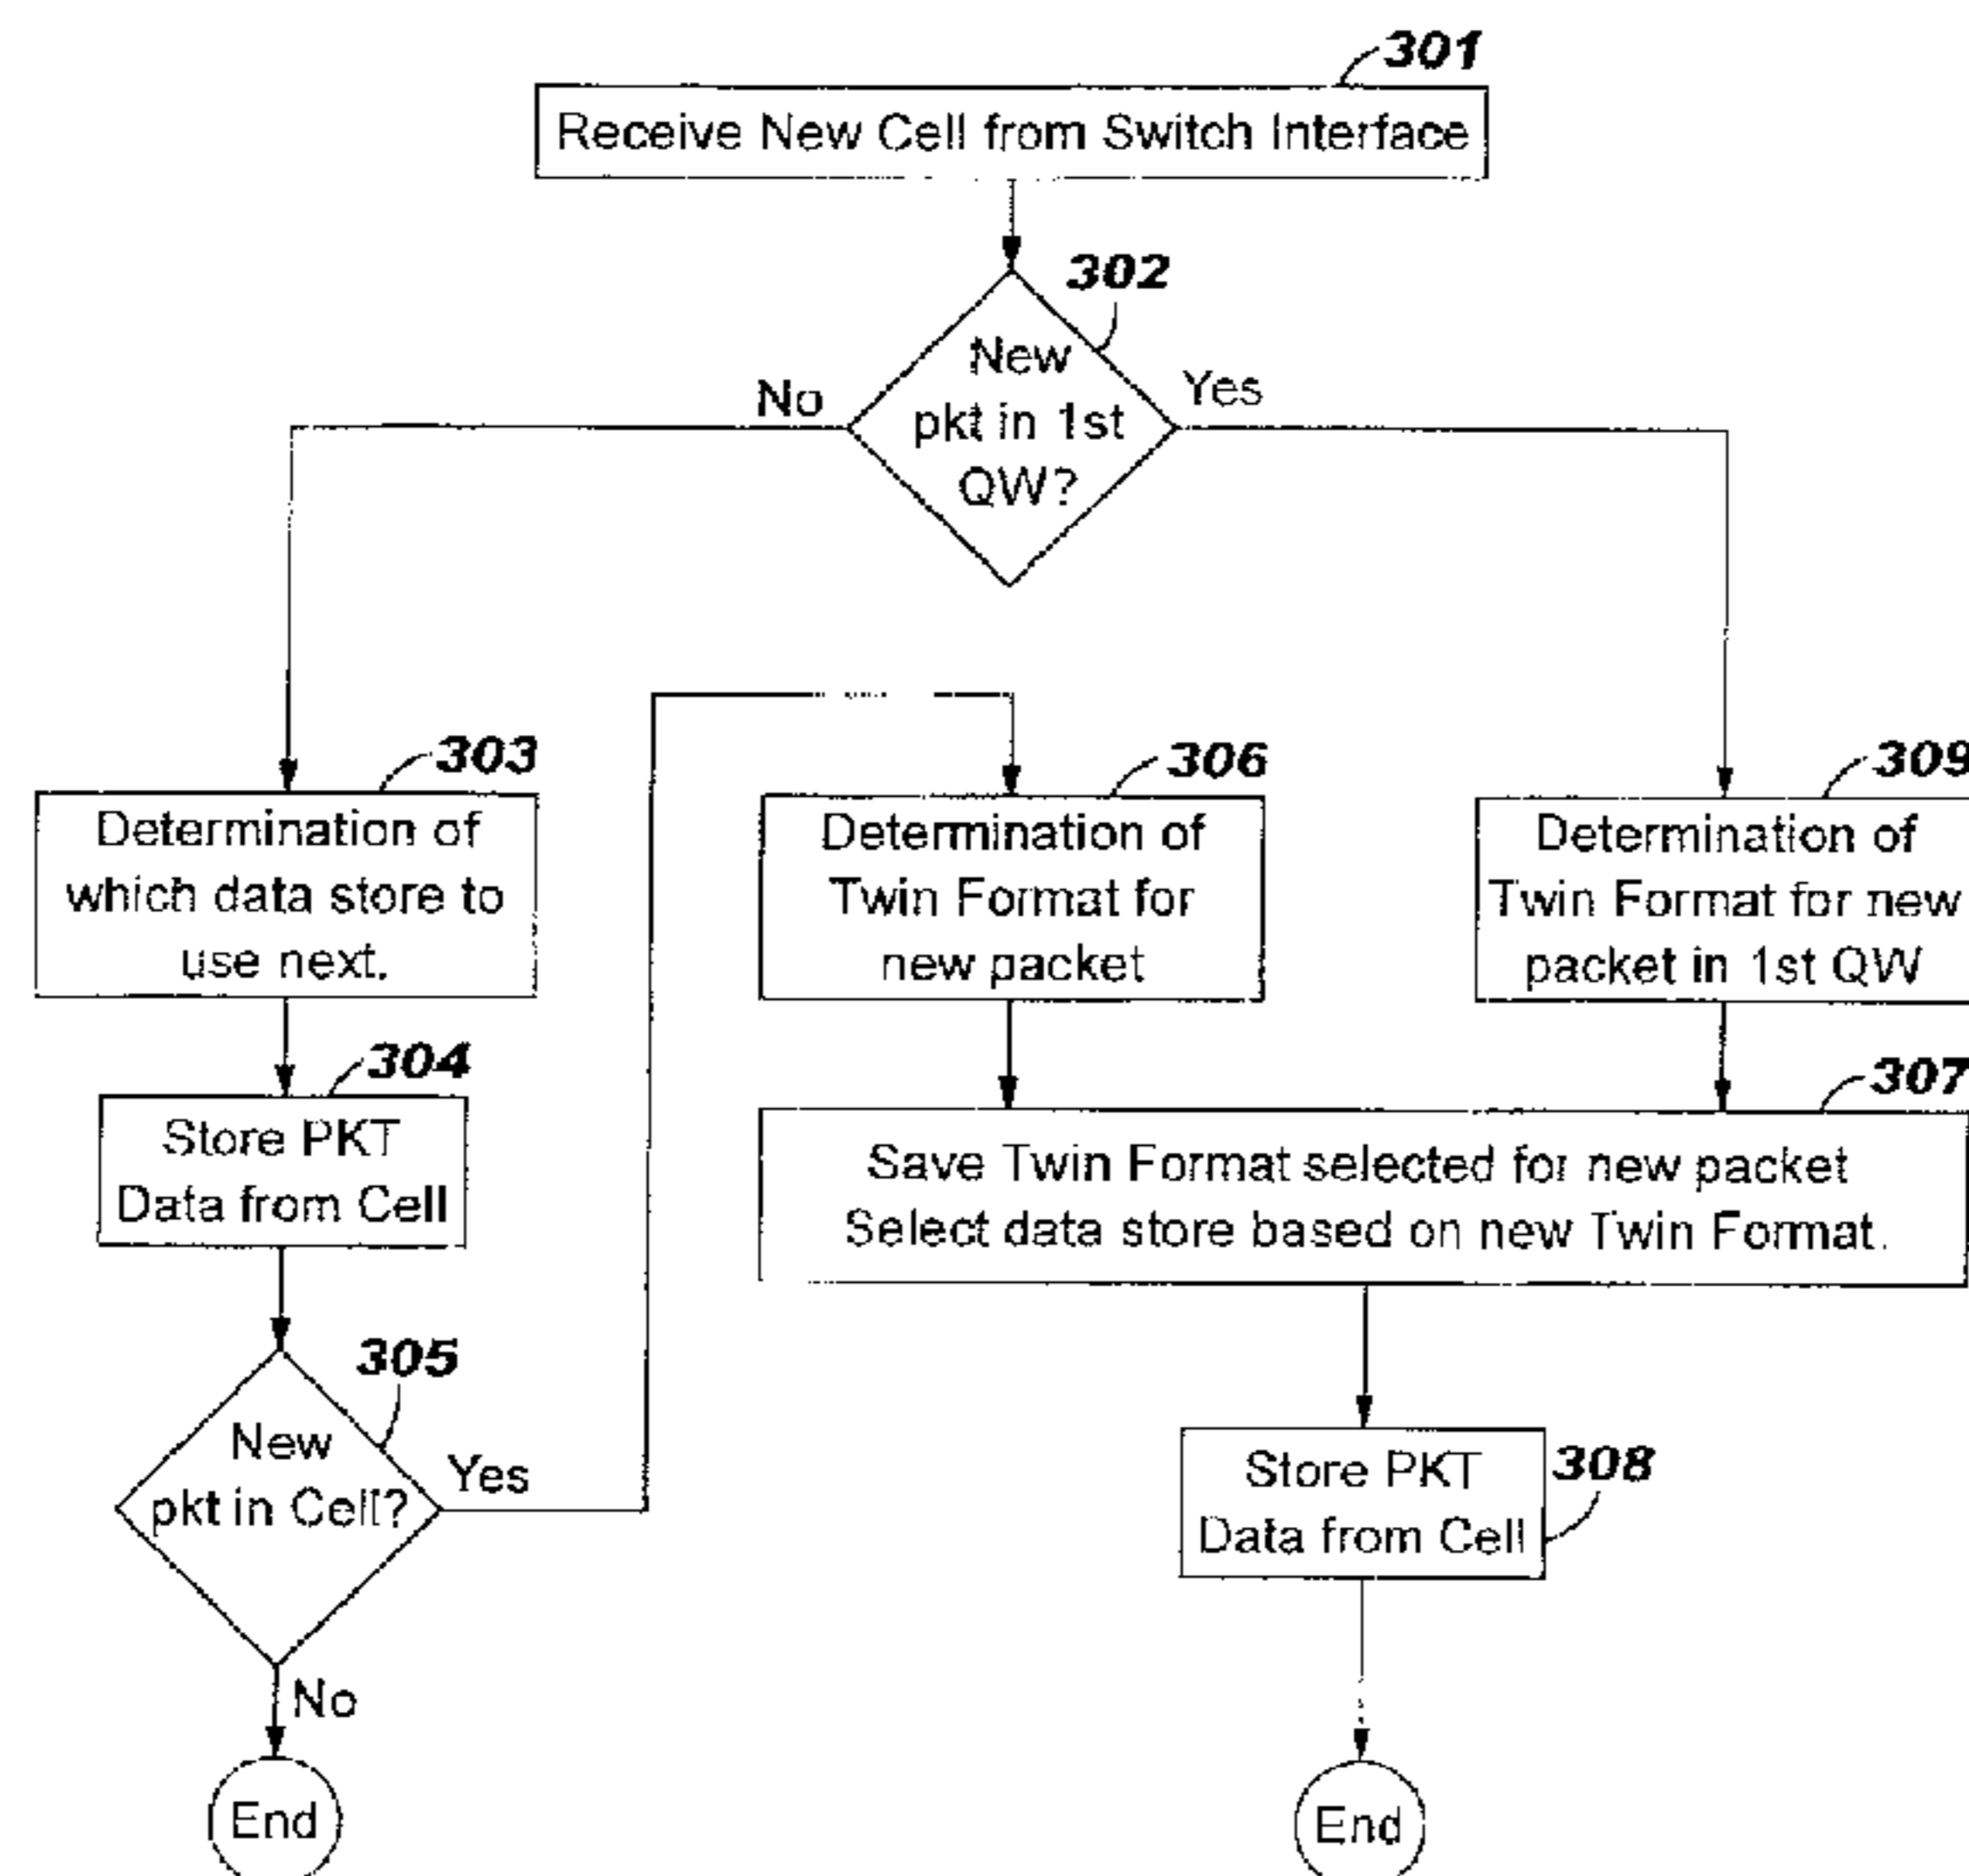 301
Receive New Cell from Switch Interface
302
New
pkt in 1st
QW?
No
Yes
303
Determination of
which data store to
use next.
306
Determination of
Twin Format for
new packet
309
Determination of
Twin Format for new
packet in 1st QW
304
Store PKT
Data from Cell
307
Save Twin Format selected for new packet
Select data store based on new Twin Format.
305
New
pkt in Cell?
Yes
No
308
Store PKT
Data from Cell
End
End